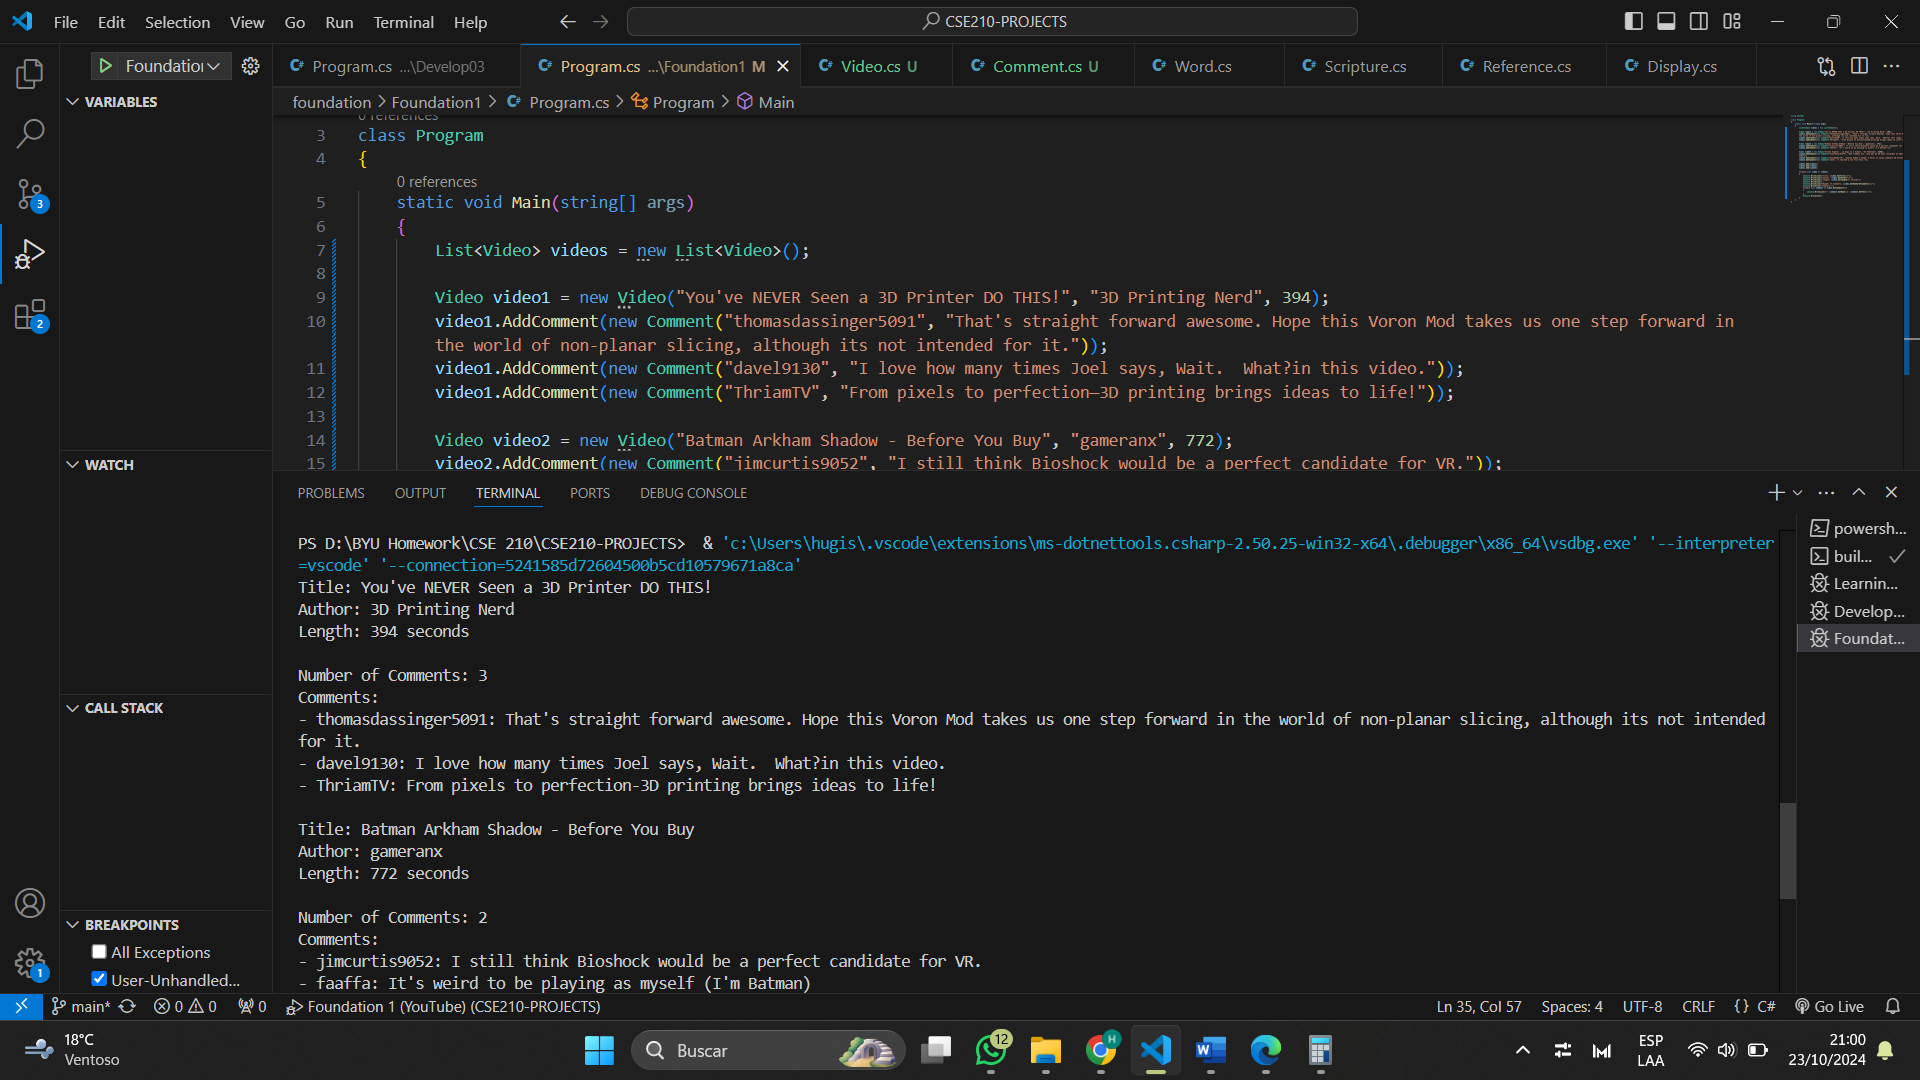 File Edit Selection View Go Run Terminal Help
CSE210-PROJECTS
Foundatio
Program.cs ...\Develop03
Program.cs ...\Foundation1 M
Video.cs U
Comment.cs U
Word.cs
Scripture.cs
Reference.cs
Display.cs
foundation > Foundation1 > Program.cs > Program > Main
VARIABLES
WATCH
CALL STACK
BREAKPOINTS
All Exceptions
User-Unhandled...
3
2
1
0 references
3 class Program
4 {
0 references
5 static void Main(string[] args)
6 {
7 List<Video> videos = new List<Video>();
8
9 Video video1 = new Video("You've NEVER Seen a 3D Printer DO THIS!", "3D Printing Nerd", 394);
10 video1.AddComment(new Comment("thomasdassinger5091", "That's straight forward awesome. Hope this Voron Mod takes us one step forward in
the world of non-planar slicing, although its not intended for it."));
11 video1.AddComment(new Comment("davel9130", "I love how many times Joel says, Wait.  What?in this video."));
12 video1.AddComment(new Comment("ThriamTV", "From pixels to perfection—3D printing brings ideas to life!"));
13
14 Video video2 = new Video("Batman Arkham Shadow - Before You Buy", "gameranx", 772);
15 video2.AddComment(new Comment("jimcurtis9052", "I still think Bioshock would be a perfect candidate for VR."));
PROBLEMS OUTPUT TERMINAL PORTS DEBUG CONSOLE
PS D:\BYU Homework\CSE 210\CSE210-PROJECTS>  & 'c:\Users\hugis\.vscode\extensions\ms-dotnettools.csharp-2.50.25-win32-x64\.debugger\x86_64\vsdbg.exe' '--interpreter
=vscode' '--connection=5241585d72604500b5cd10579671a8ca'
Title: You've NEVER Seen a 3D Printer DO THIS!
Author: 3D Printing Nerd
Length: 394 seconds
Number of Comments: 3
Comments:
- thomasdassinger5091: That's straight forward awesome. Hope this Voron Mod takes us one step forward in the world of non-planar slicing, although its not intended
for it.
- davel9130: I love how many times Joel says, Wait.  What?in this video.
- ThriamTV: From pixels to perfection-3D printing brings ideas to life!
Title: Batman Arkham Shadow - Before You Buy
Author: gameranx
Length: 772 seconds
Number of Comments: 2
Comments:
- jimcurtis9052: I still think Bioshock would be a perfect candidate for VR.
- faaffa: It's weird to be playing as myself (I'm Batman)
powersh...
buil...
Learnin...
Develop...
Foundat...
main* 0 0 0 Foundation 1 (YouTube) (CSE210-PROJECTS)
Ln 35, Col 57 Spaces: 4 UTF-8 CRLF {} C# Go Live
18°C
Ventoso
Buscar
12
H
ESP
LAA
21:00
23/10/2024